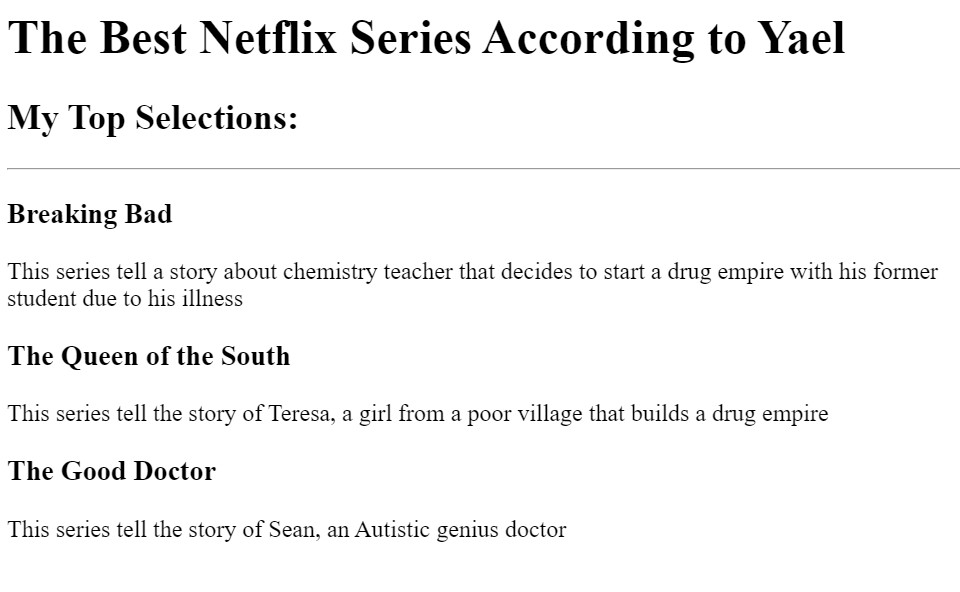 The Best Netflix Series According to Yael
My Top Selections:
Breaking Bad
This series tell a story about chemistry teacher that decides to start a drug empire with his former
student due to his illness
The Queen of the South
This series tell the story of Teresa, a girl from a poor village that builds a drug empire
The Good Doctor
This series tell the story of Sean, an Autistic genius doctor